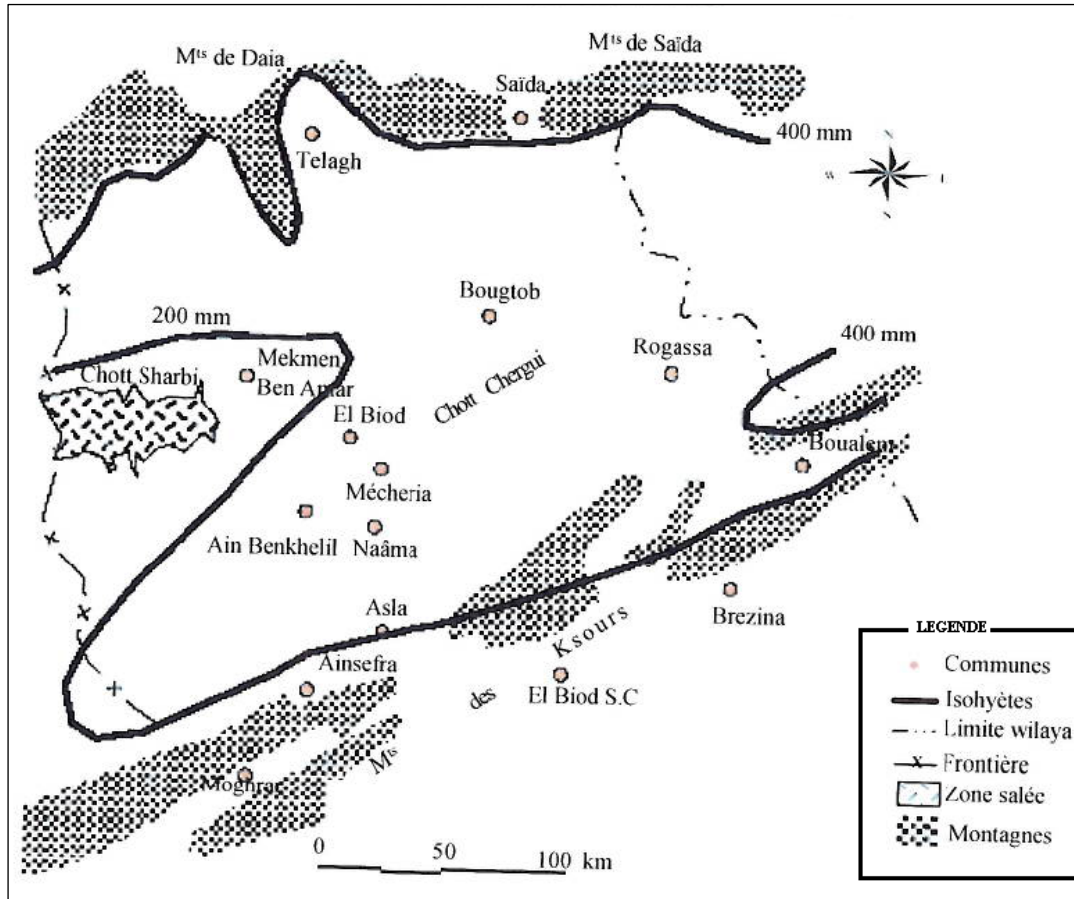 Mts de Daia
Mts de Saïda
Saïda
400 mm
Telagh
W
Bougtob
200 mm
Rogassa
400 mm
Mekmen
Ben Amar
Chott Sharbi
Chott Chergui
El Biod
Boualem
Mécheria
Ain Benkhelil
Naâma
Brezina
Asla
Ksours
Ainsefra
des
El Biod S.C
Mts
Moghrar
0 50 100 km
LEGENDE
Communes
Isohyètes
Limite wilaya
Frontière
Zone salée
Montagnes